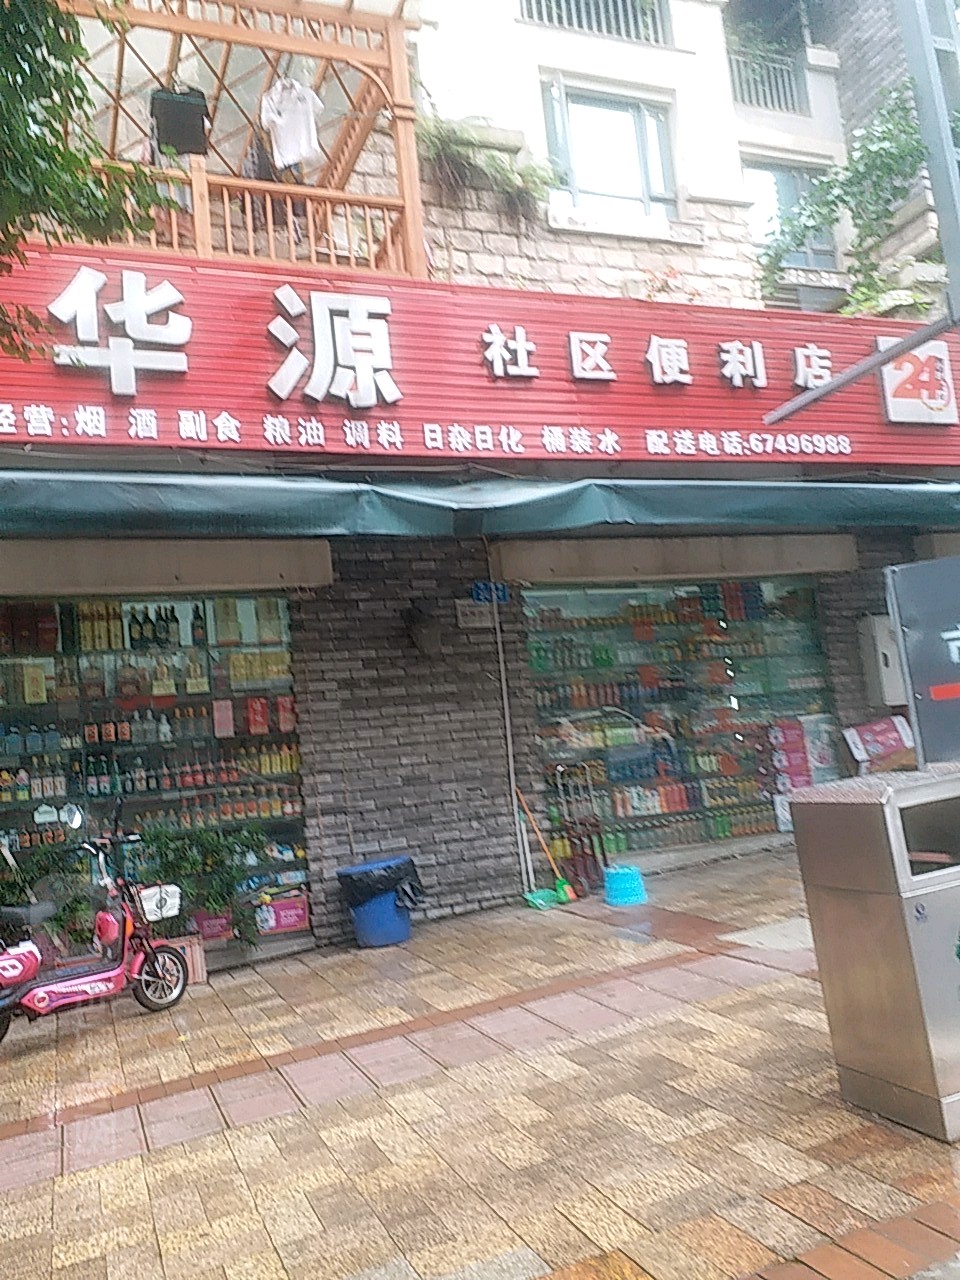 华源 社区便利店 24
经营:烟 酒 副食 粮油 调料 日杂日化 桶装水 配送电话:67496988